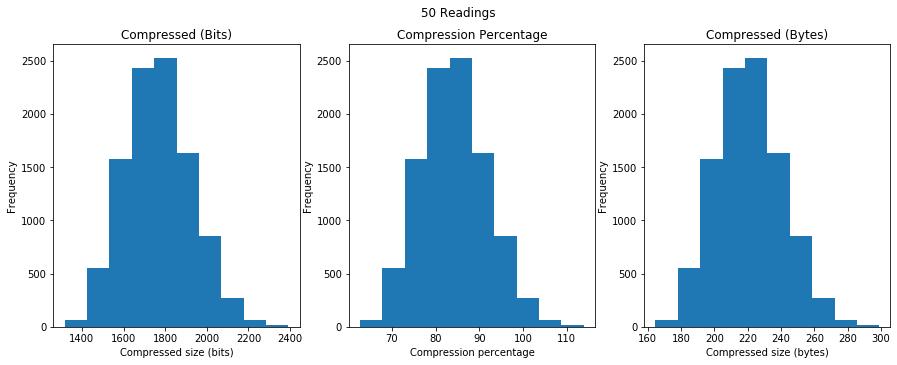 50 Readings
Compressed (Bits)
Frequency
2500
2000
1500
1000
500
0
1400 1600 1800 2000 2200 2400
Compressed size (bits)
Compression Percentage
Frequency
2500
2000
1500
1000
500
0
70 80 90 100 110
Compression percentage
Compressed (Bytes)
Frequency
2500
2000
1500
1000
500
0
160 180 200 220 240 260 280 300
Compressed size (bytes)